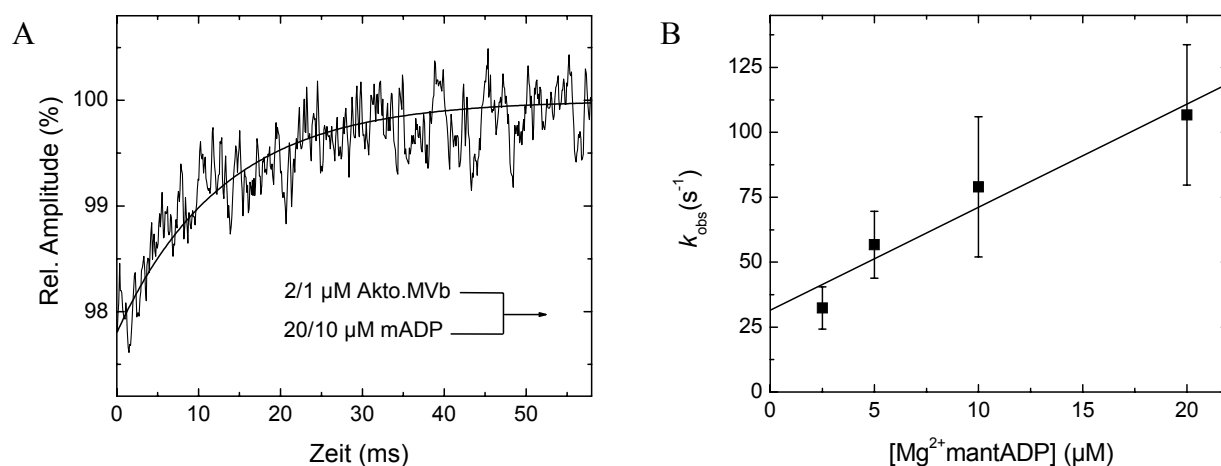 A
Rel. Amplitude (%)
100
99
98
2/1 µM Akto.MVb
20/10 µM mADP
0 10 20 30 40 50
Zeit (ms)
B
k_obs(s⁻¹)
125
100
75
50
25
0
0 5 10 15 20
[Mg²⁺mantADP] (µM)